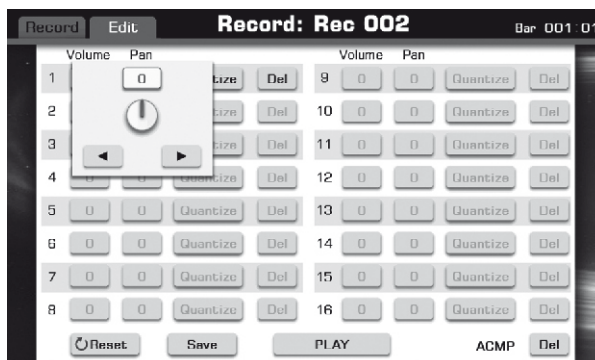 Record Edit Record: Rec 002 Bar 001:01
Volume Pan Volume Pan
1 0 Del 9 0 0 Quantize Del
2 Del 10 0 0 Quantize Del
3 Del 11 0 0 Quantize Del
4 0 0 Quantize Del 12 0 0 Quantize Del
5 0 0 Quantize Del 13 0 0 Quantize Del
6 0 0 Quantize Del 14 0 0 Quantize Del
7 0 0 Quantize Del 15 0 0 Quantize Del
8 0 0 Quantize Del 16 0 0 Quantize Del
Reset Save PLAY ACMP Del